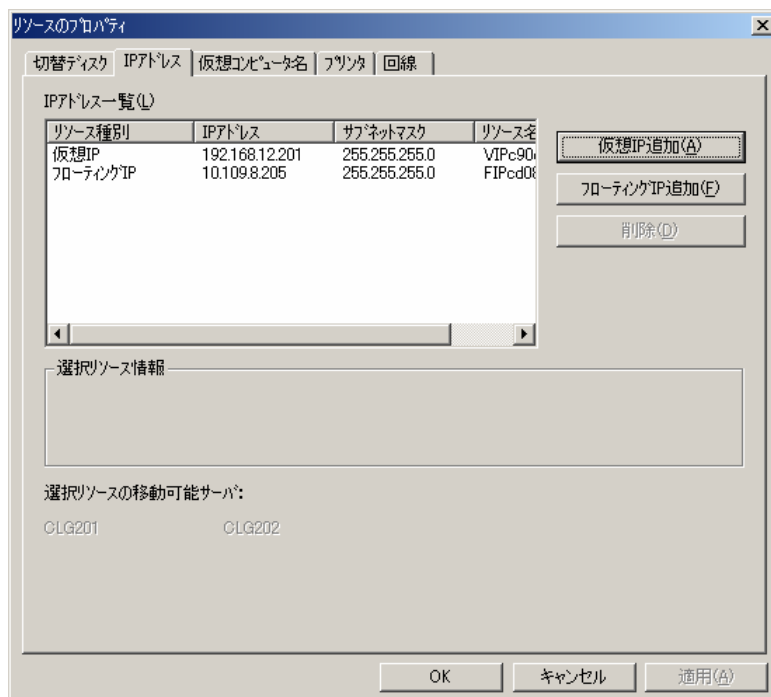 リソースのプロパティ
切替ディスク IPアドレス 仮想コンピュータ名 プリンタ 回線
IPアドレス一覧(L)
リソース種別 IPアドレス サブネットマスク リソース名
仮想IP 192.168.12.201 255.255.255.0 VIPc90
フローティングIP 10.109.8.205 255.255.255.0 FIPcd08
仮想IP追加(A)
フローティングIP追加(F)
削除(D)
選択リソース情報
選択リソースの移動可能サーバ:
CLG201 CLG202
OK キャンセル 適用(A)